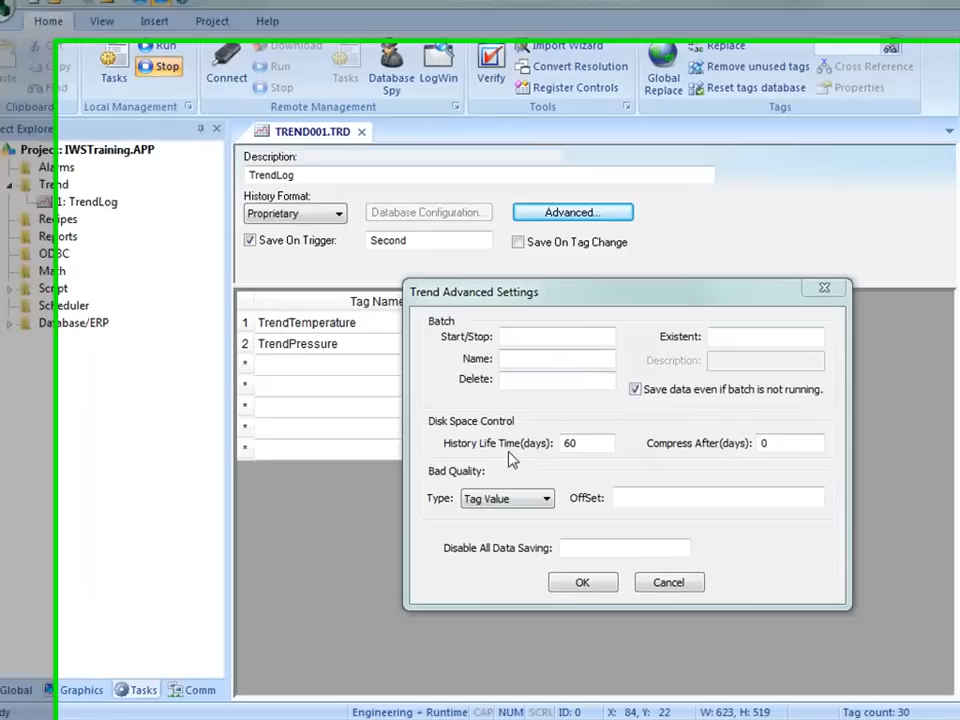 Home View Insert Project Help
Cut Run Download Import Wizard Replace
Tasks Stop Connect Run Tasks Database Spy LogWin Verify Convert Resolution Global Replace Remove unused tags Cross Reference
Copy
Find Stop Register Controls Reset tags database Properties
Clipboard Local Management Remote Management Tools Tags
ect Explorer TREND001.TRD
Project: IWSTraining.APP
Alarms
Trend
1: TrendLog
Recipes
Reports
ODBC
Math
Script
Scheduler
Database/ERP
Description:
TrendLog
History Format:
Proprietary Database Configuration... Advanced...
Save On Trigger: Second Save On Tag Change
Tag Name
1 TrendTemperature
2 TrendPressure
*
*
*
*
*
Trend Advanced Settings
Batch
Start/Stop: Existent:
Name: Description:
Delete: Save data even if batch is not running.
Disk Space Control
History Life Time(days): 60 Compress After(days): 0
Bad Quality:
Type: Tag Value OffSet:
Disable All Data Saving:
OK Cancel
Global Graphics Tasks Comm
dy Engineering + Runtime CAP NUM SCRL ID: 0 X: 84, Y: 22 W: 623, H: 519 Tag count: 30